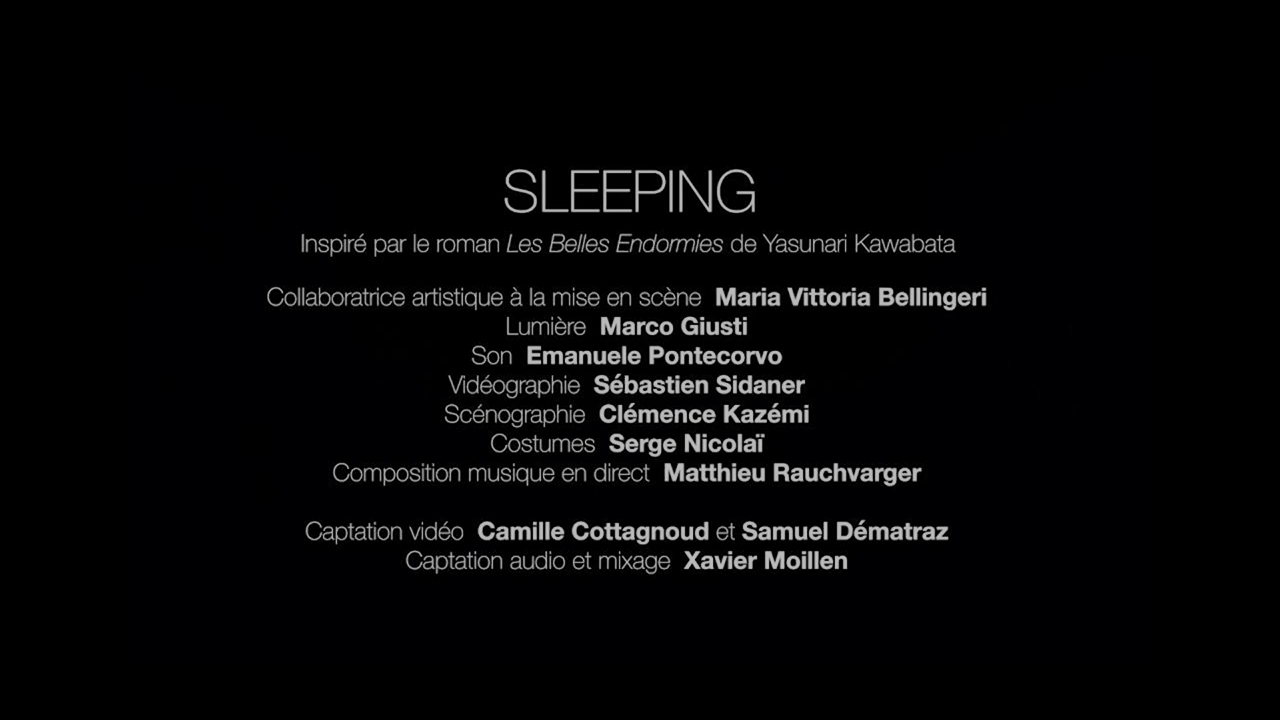 SLEEPING
Inspiré par le roman Les Belles Endormies de Yasunari Kawabata
Collaboratrice artistique à la mise en scène Maria Vittoria Bellingeri
Lumière Marco Giusti
Son Emanuele Pontecorvo
Vidéographie Sébastien Sidaner
Scénographie Clémence Kazémi
Costumes Serge Nicolaï
Composition musique en direct Matthieu Rauchvarger
Captation vidéo Camille Cottagnoud et Samuel Dématraz
Captation audio et mixage Xavier Moillen